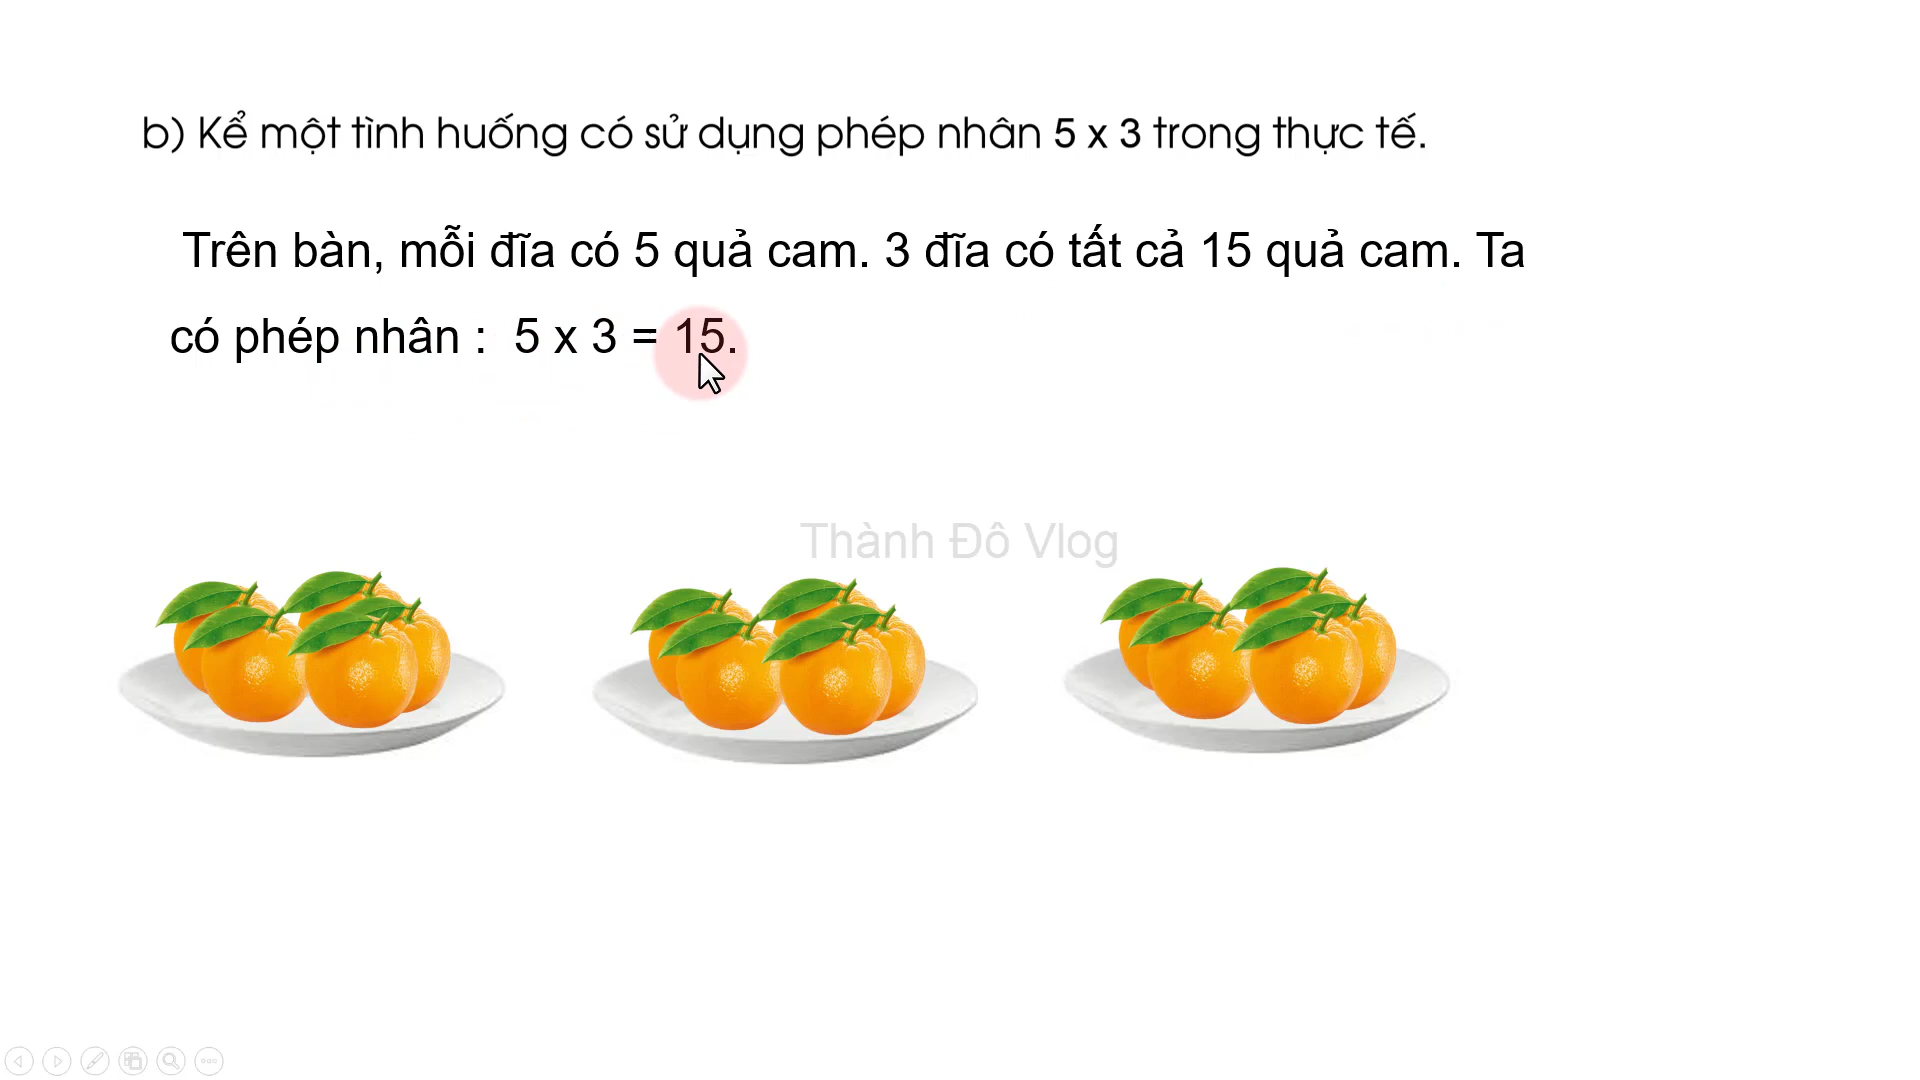 b) Kể một tình huống có sử dụng phép nhân 5 x 3 trong thực tế.
Trên bàn, mỗi đĩa có 5 quả cam. 3 đĩa có tất cả 15 quả cam. Ta
có phép nhân :  5 x 3 = 15.
Thành Đô Vlog